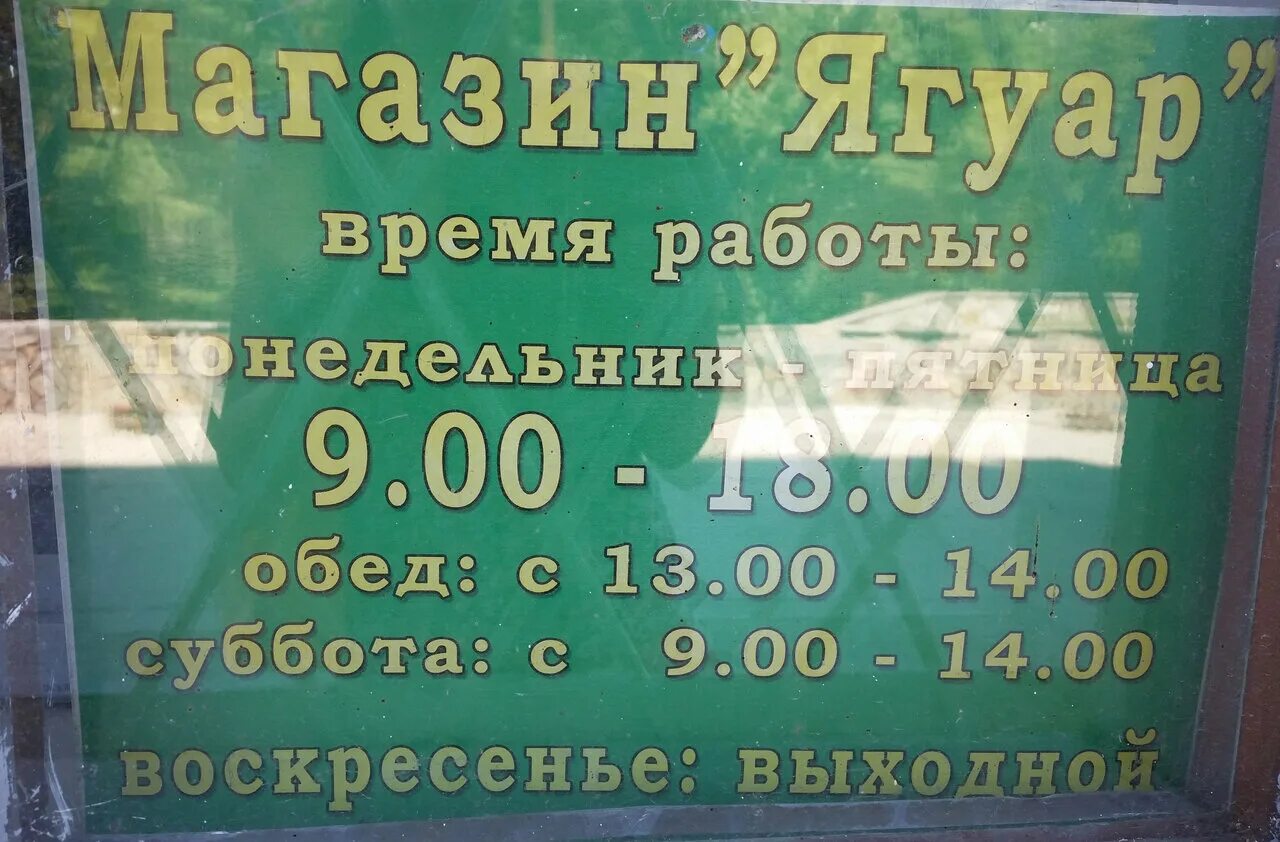 Магазин "Ягуар"
время работы:
понедельник - пятница
9.00 - 18.00
обед: с 13.00 - 14.00
суббота: с 9.00 - 14.00
воскресенье: выходной